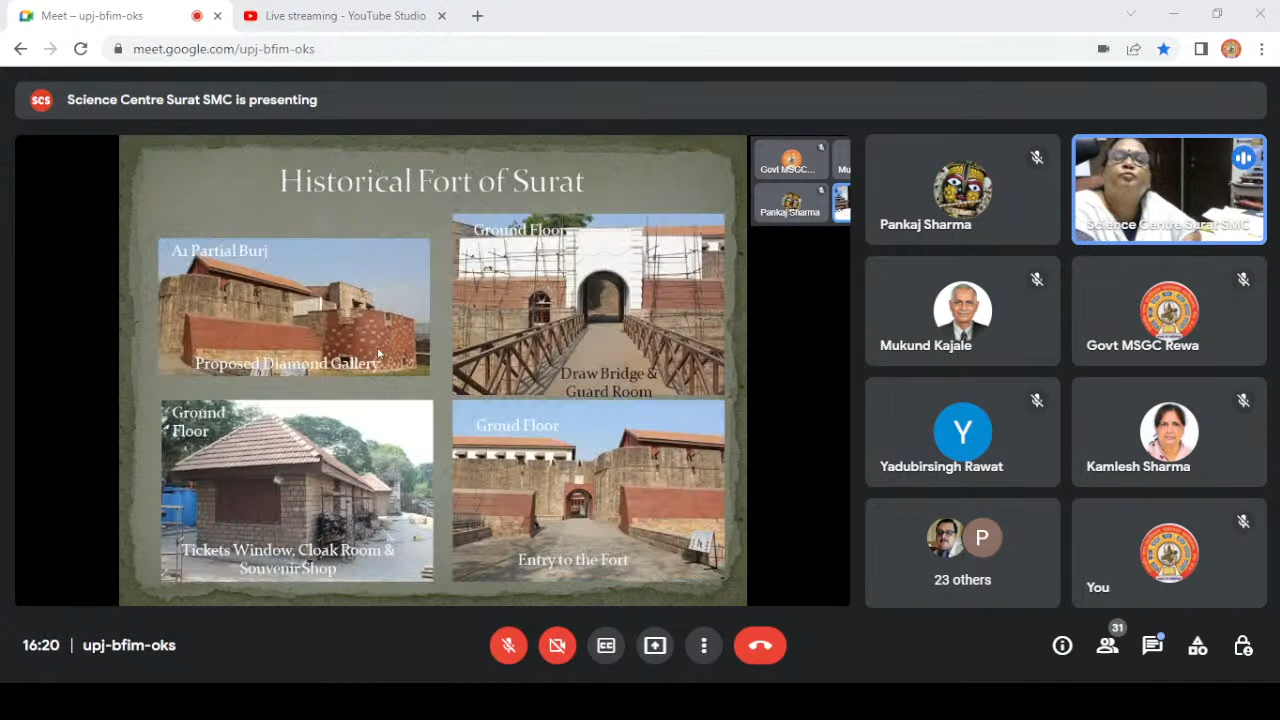 Meet – upj-bfim-oks
Live streaming - YouTube Studio
meet.google.com/upj-bfim-oks
SCS
Science Centre Surat SMC is presenting
Historical Fort of Surat
A1 Partial Burj
Proposed Diamond Gallery
Ground Floor
Draw Bridge &
Guard Room
Ground
Floor
Tickets Window, Cloak Room &
Souvenir Shop
Groud Floor
Entry to the Fort
Govt MSGC...
Mu
Pankaj Sharma
Pankaj Sharma
Science Centre Surat SMC
Mukund Kajale
Govt MSGC Rewa
Y
Yadubirsingh Rawat
Kamlesh Sharma
P
23 others
You
16:20
upj-bfim-oks
CC
31